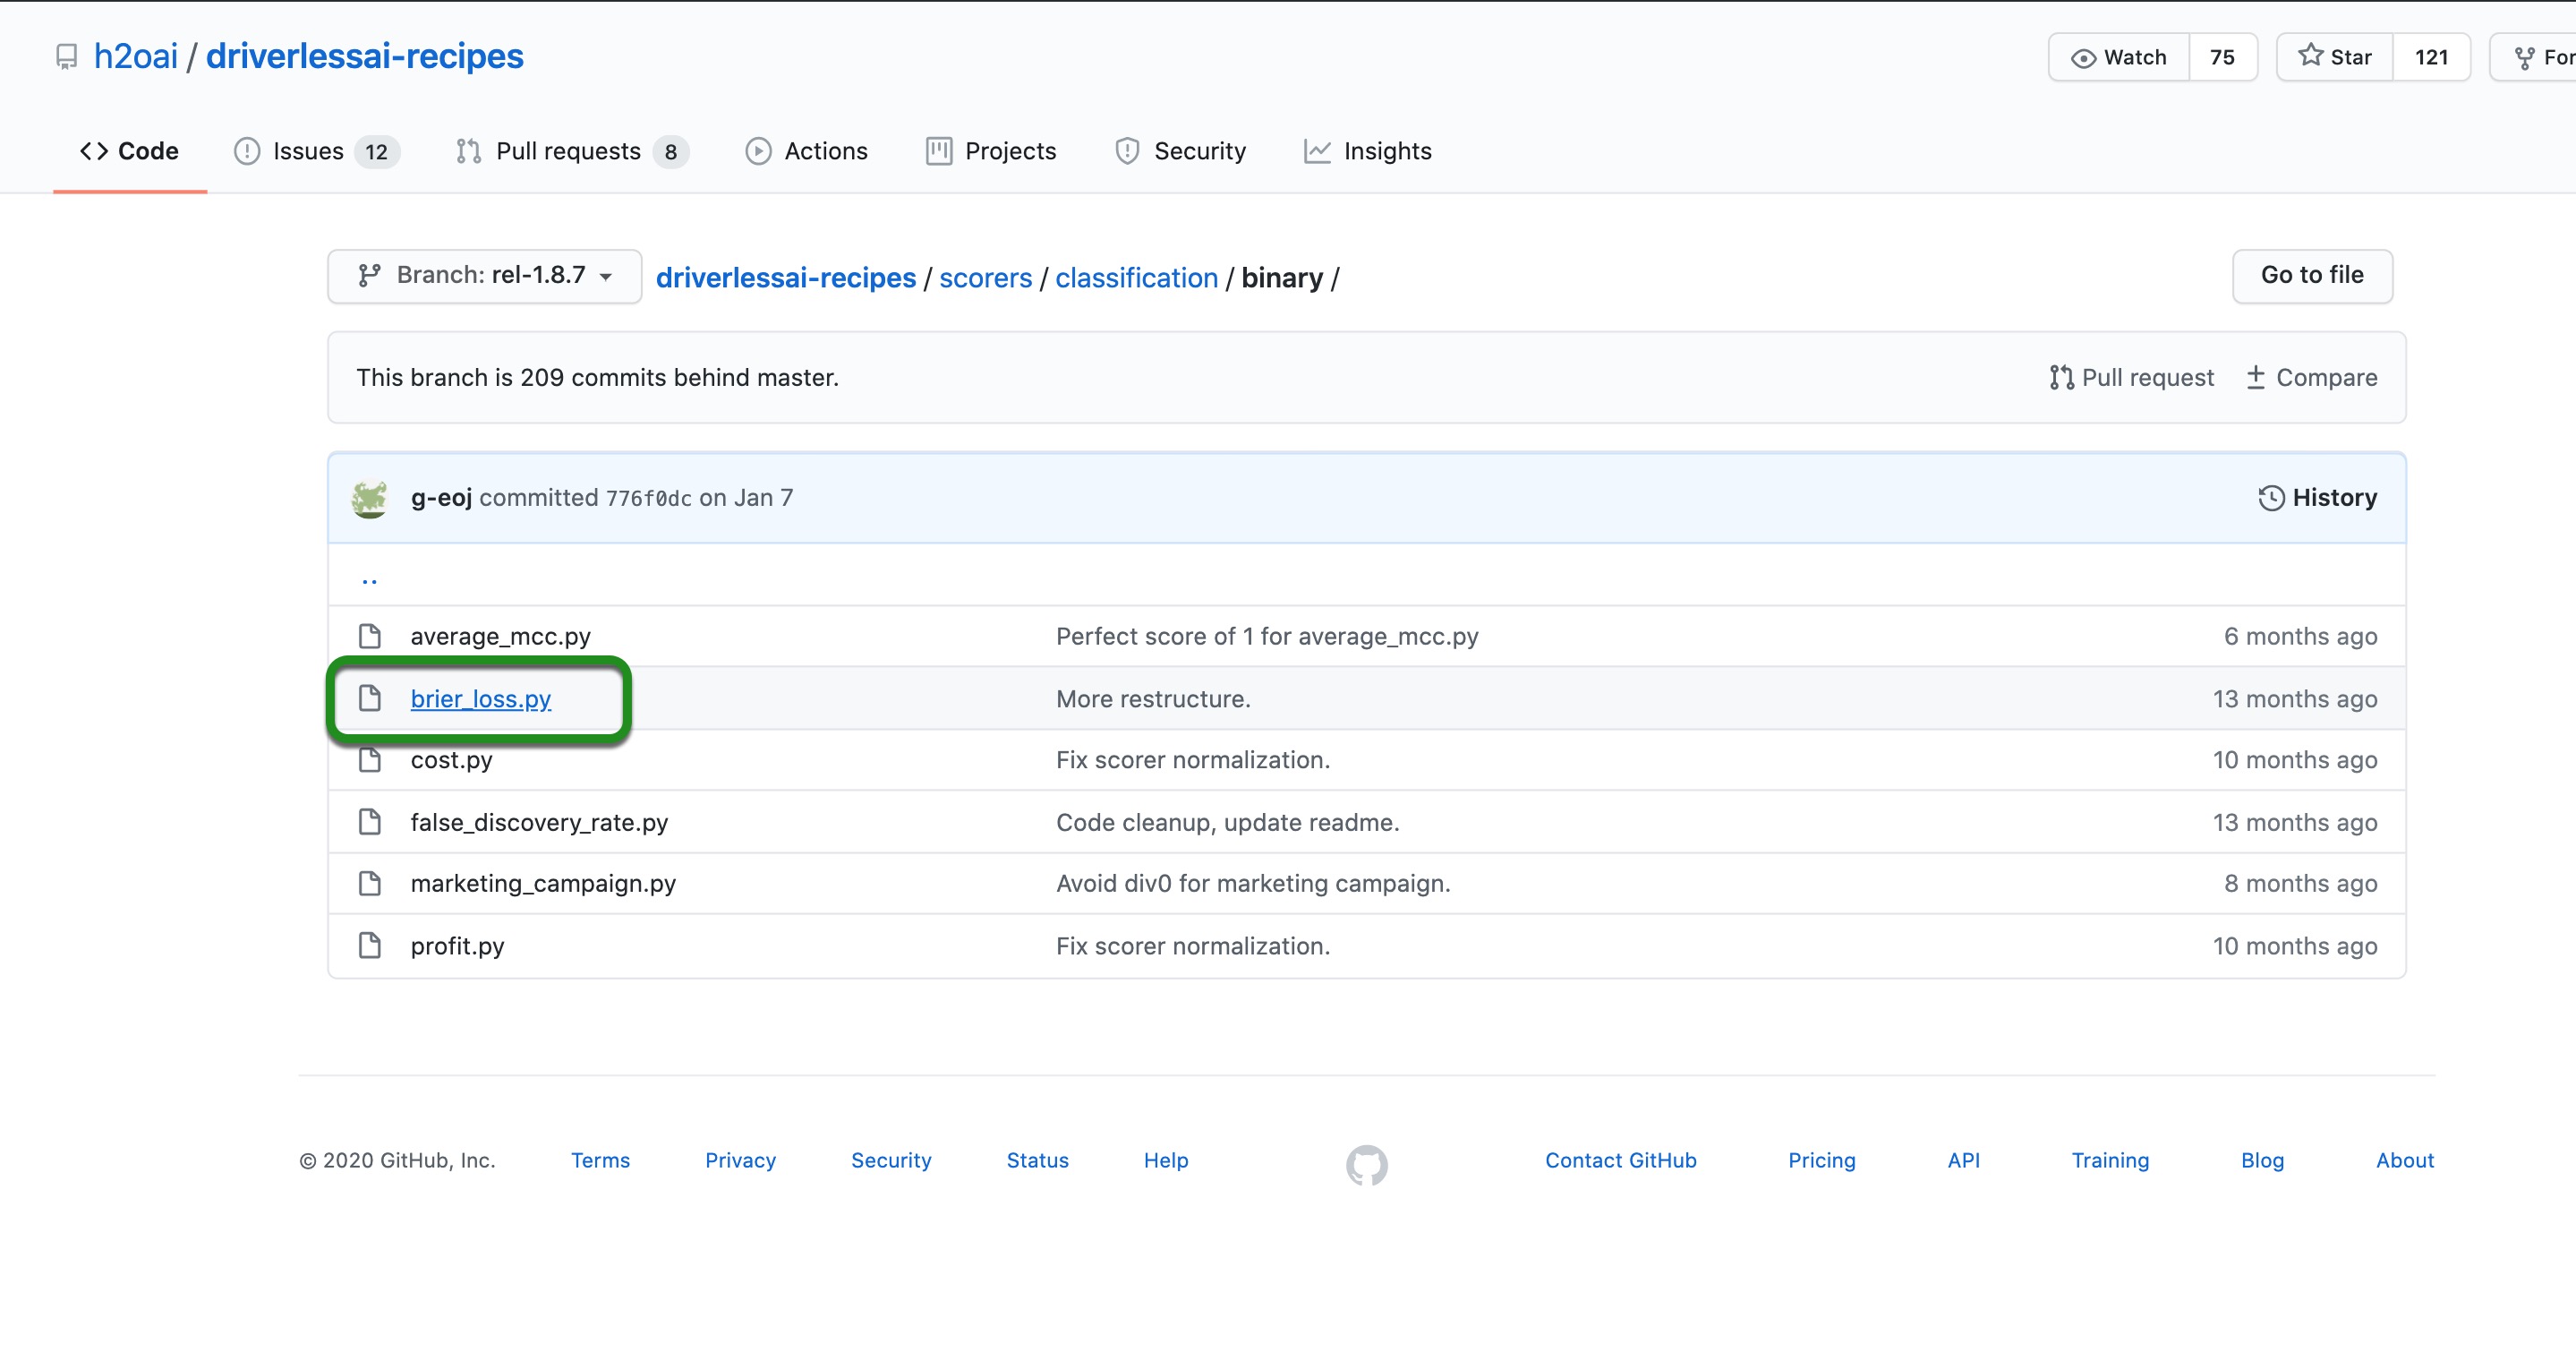 h2oai / driverlessai-recipes
Watch 75 Star 121 For
Code Issues 12 Pull requests 8 Actions Projects Security Insights
Branch: rel-1.8.7 driverlessai-recipes / scorers / classification / binary / Go to file
This branch is 209 commits behind master. Pull request Compare
g-eoj committed 776f0dc on Jan 7 History
..
average_mcc.py Perfect score of 1 for average_mcc.py 6 months ago
brier_loss.py More restructure. 13 months ago
cost.py Fix scorer normalization. 10 months ago
false_discovery_rate.py Code cleanup, update readme. 13 months ago
marketing_campaign.py Avoid div0 for marketing campaign. 8 months ago
profit.py Fix scorer normalization. 10 months ago
© 2020 GitHub, Inc. Terms Privacy Security Status Help Contact GitHub Pricing API Training Blog About